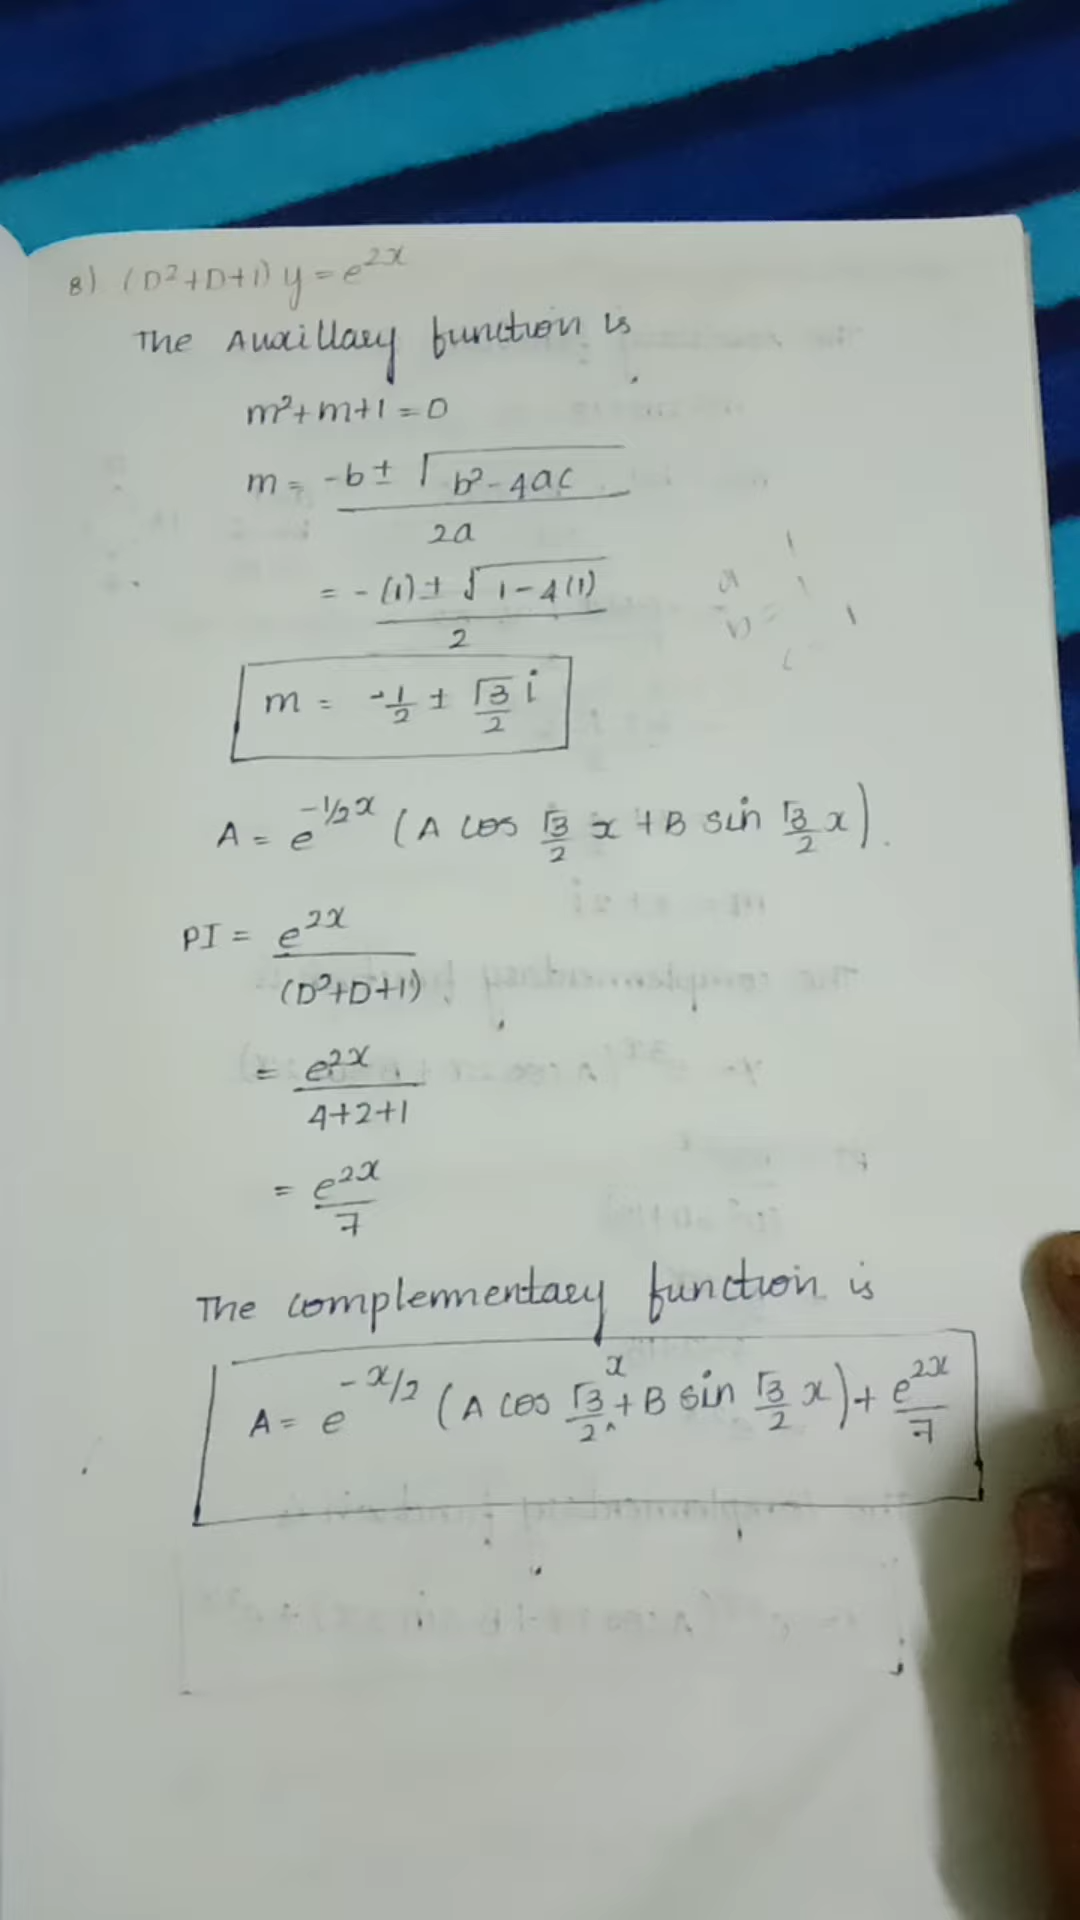 8) (D²+D+1) y = e^2x
The Auxillary function is
m²+m+1 = 0
m = -b ± √b²-4ac
2a
= -(1) ± √1-4(1)
2
m = -1/2 ± √3/2 i
A = e^-1/2x (A cos √3/2 x + B sin √3/2 x).
PI = e^2x
(D²+D+1)
= e^2x
4+2+1
= e^2x
7
The complementary function is
A = e^-x/2 (A cos √3/2 x + B sin √3/2 x) + e^2x/7